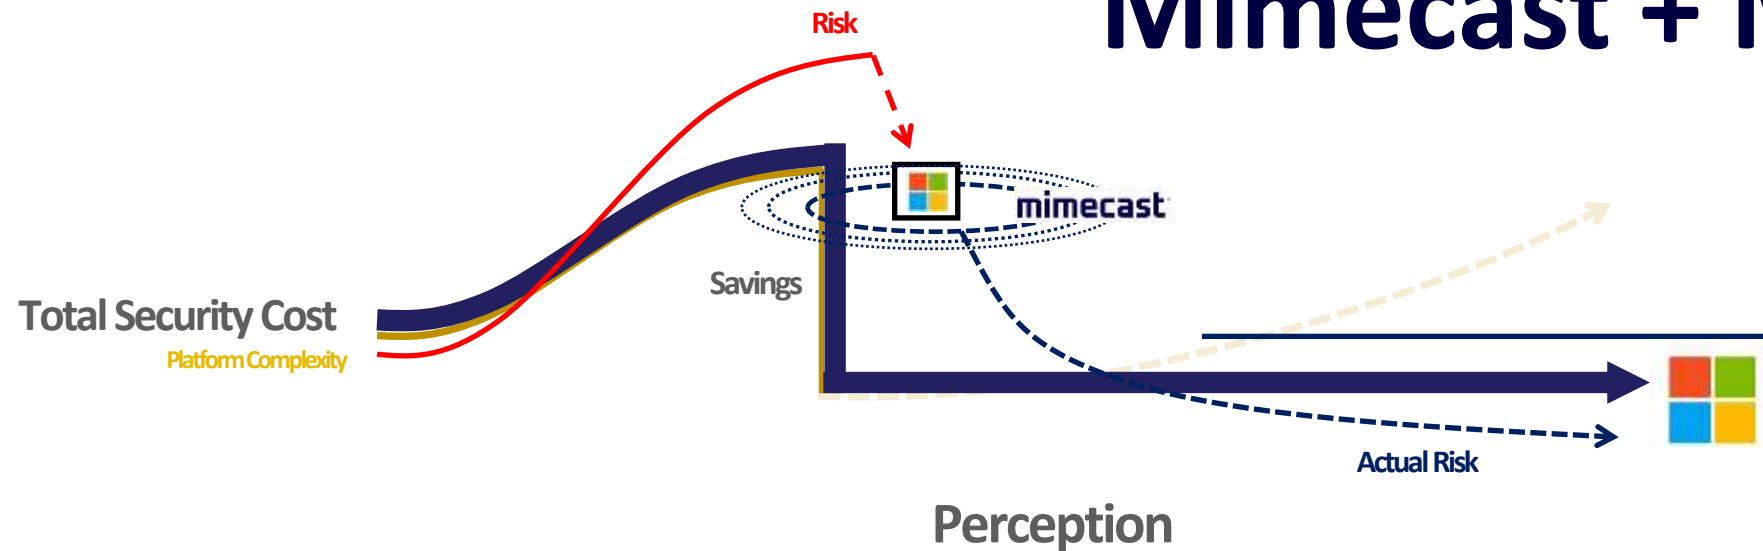 Risk
Mimecast +
mimecast
Savings
Total Security Cost
Platform Complexity
Actual Risk
Perception